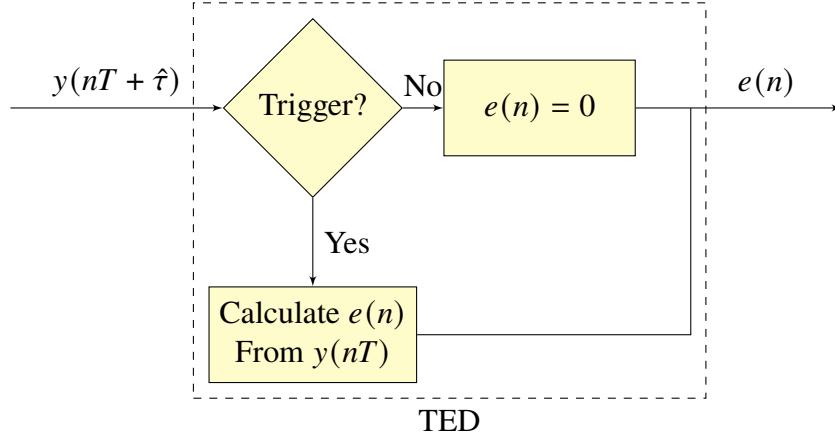 y(nT + τ̂)
Trigger?
No
e(n) = 0
e(n)
Yes
Calculate e(n)
From y(nT)
TED